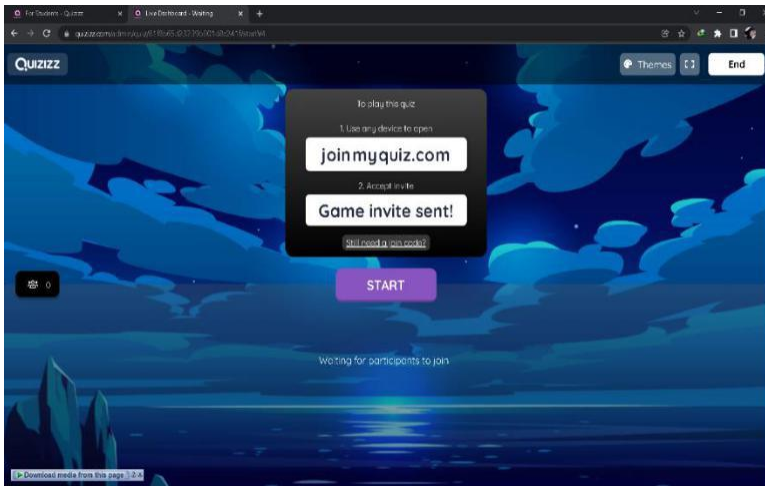 For Students - Quizizz
Live Dashboard - Waiting
QUIZIZZ
Themes
End
To play this quiz
1. Use any device to open
joinmyquiz.com
2. Accept invite
Game invite sent!
Still need a join code?
START
0
Waiting for participants to join
Download media from this page